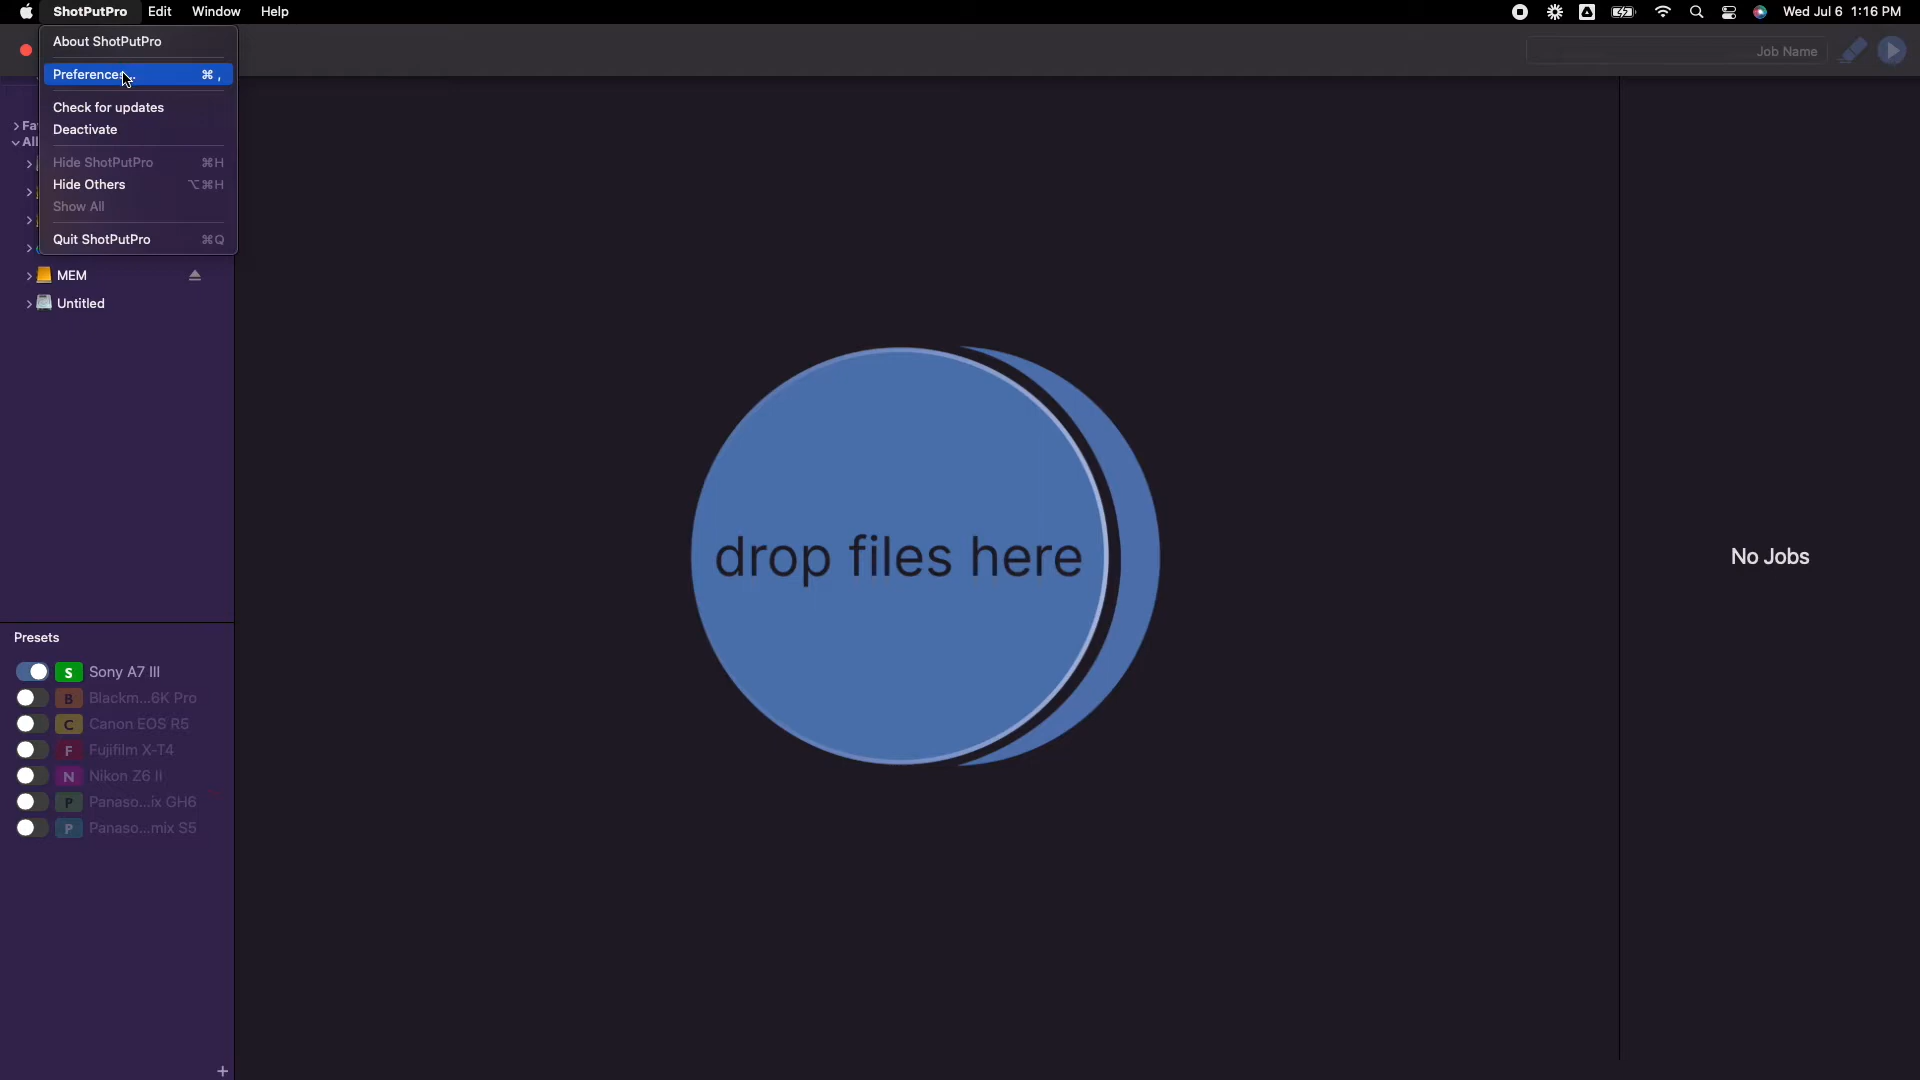 ShotPutPro Edit Window Help Wed Jul 6 1:16 PM
About ShotPutPro
Job Name
⌘ ,
Check for updates
Deactivate
Hide ShotPutPro ⌘H
Hide Others ⌥⌘H
Show All
Quit ShotPutPro ⌘Q
MEM
Untitled
drop files here
No Jobs
Presets
S Sony A7 III
B Blackm...6K Pro
C Canon EOS R5
F Fujifilm X-T4
N Nikon Z6 II
P Panaso...ix GH6
P Panaso...mix S5